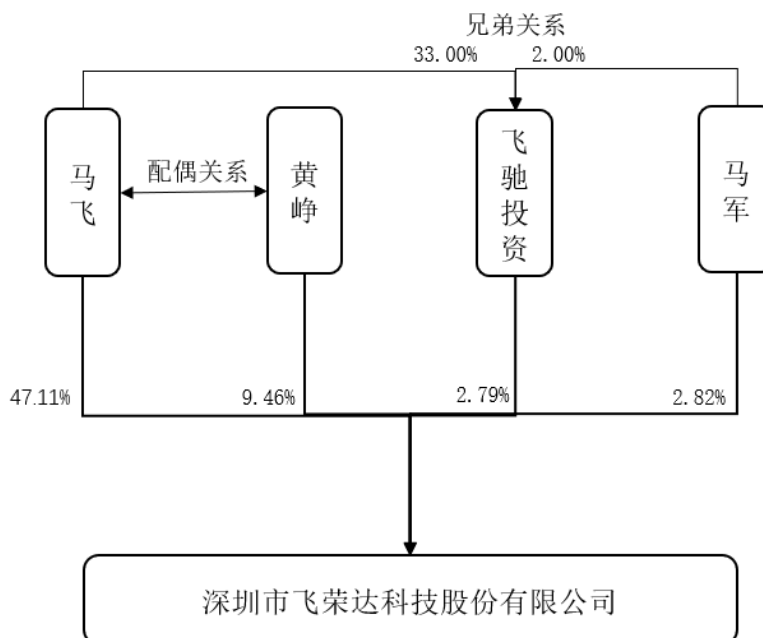 兄弟关系
33.00%
2.00%
马飞
配偶关系
黄峥
飞驰投资
马军
47.11%
9.46%
2.79%
2.82%
深圳市飞荣达科技股份有限公司